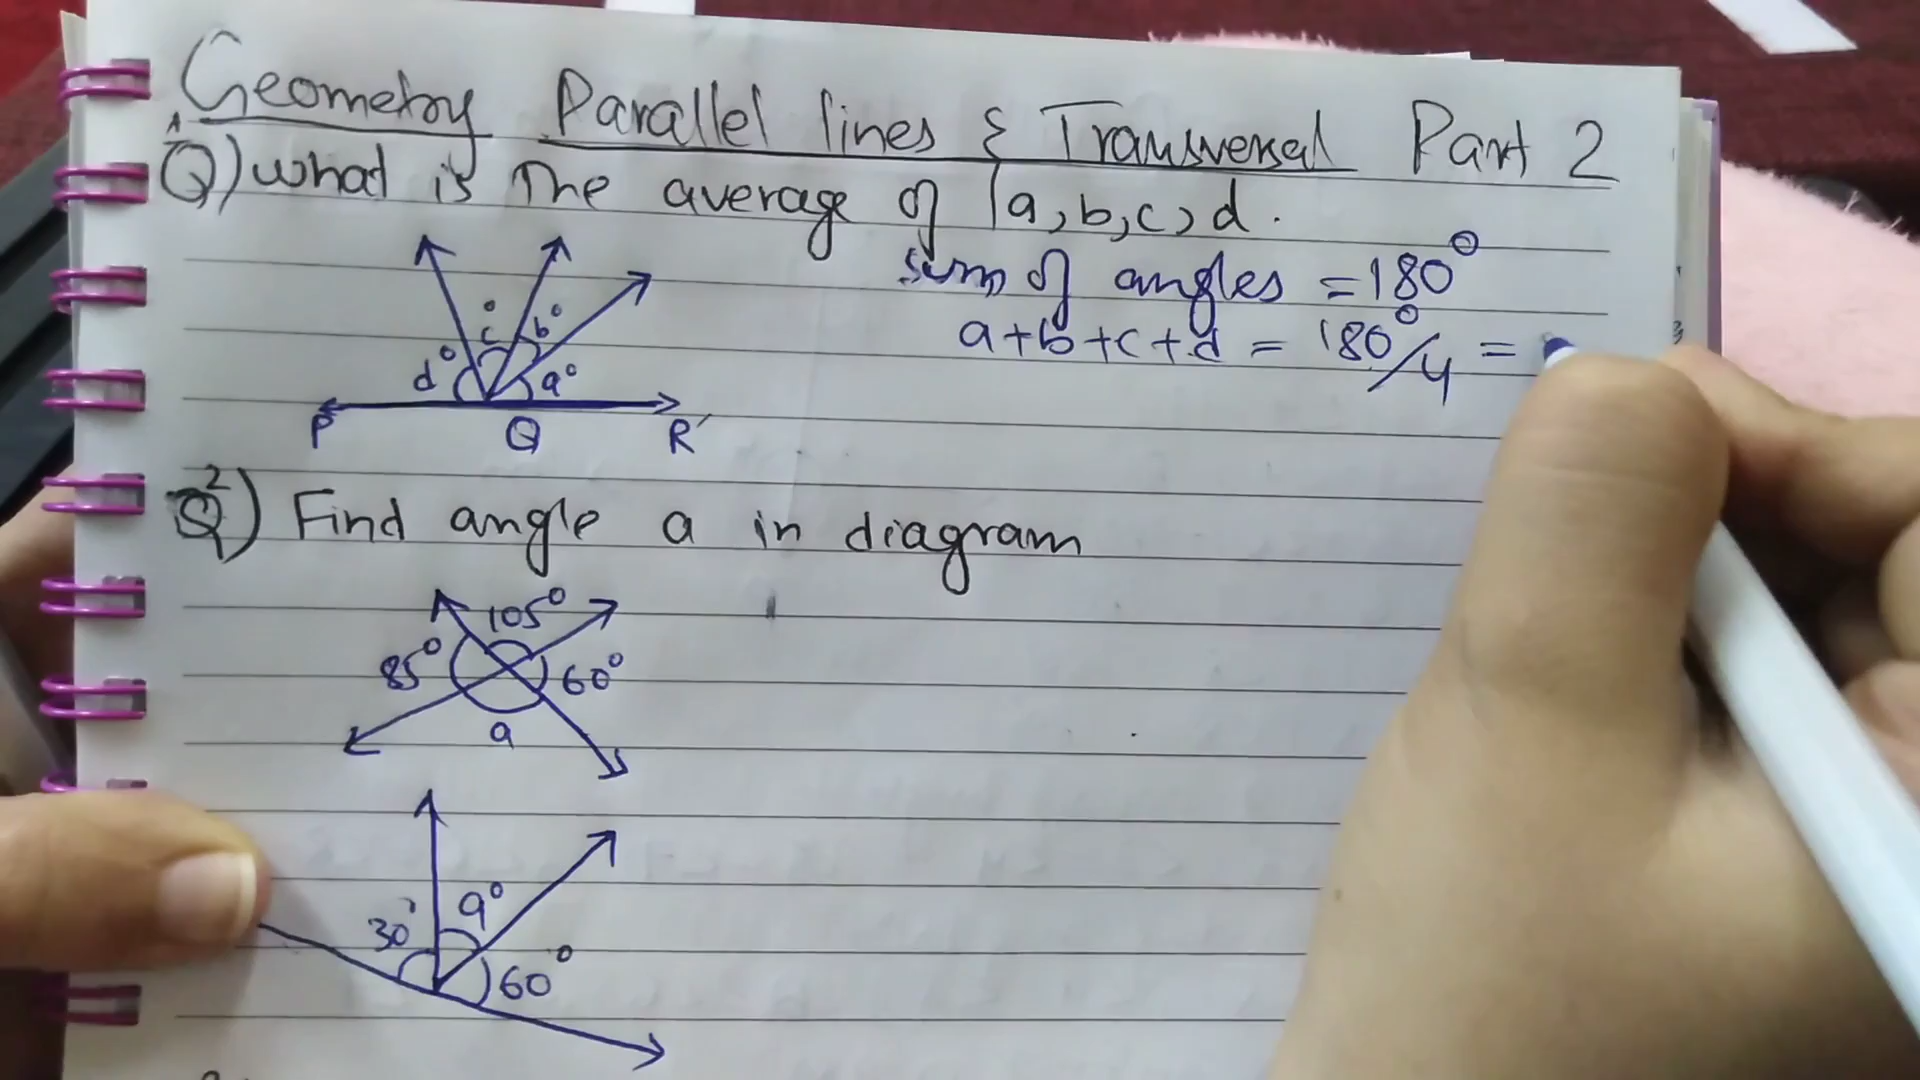 Geometry Parallel lines & Transversal Part 2
Q1) what is The average of a, b, c, d.
sum of angles = 180°
a+b+c+d = 180°/4 =
c° b°
d° a°
P Q R
Q2) Find angle a in diagram
105°
85° 60°
a
30° a°
60°